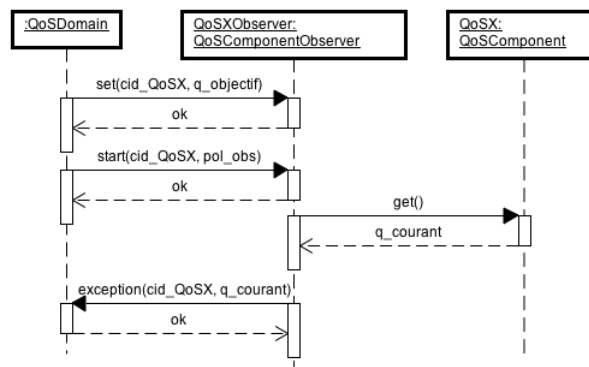 :QoSDomain
QoSXObserver:
QoSComponentObserver
QoSX:
QoSComponent
set(cid_QoSX, q_objectif)
ok
start(cid_QoSX, pol_obs)
ok
get()
q_courant
exception(cid_QoSX, q_courant)
ok